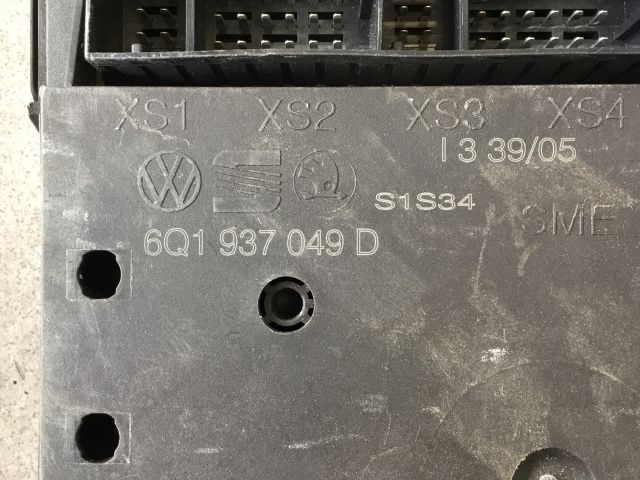 XS1 XS2 XS3 XS4
I 3 39/05
S1S34
SME
6Q1 937 049 D